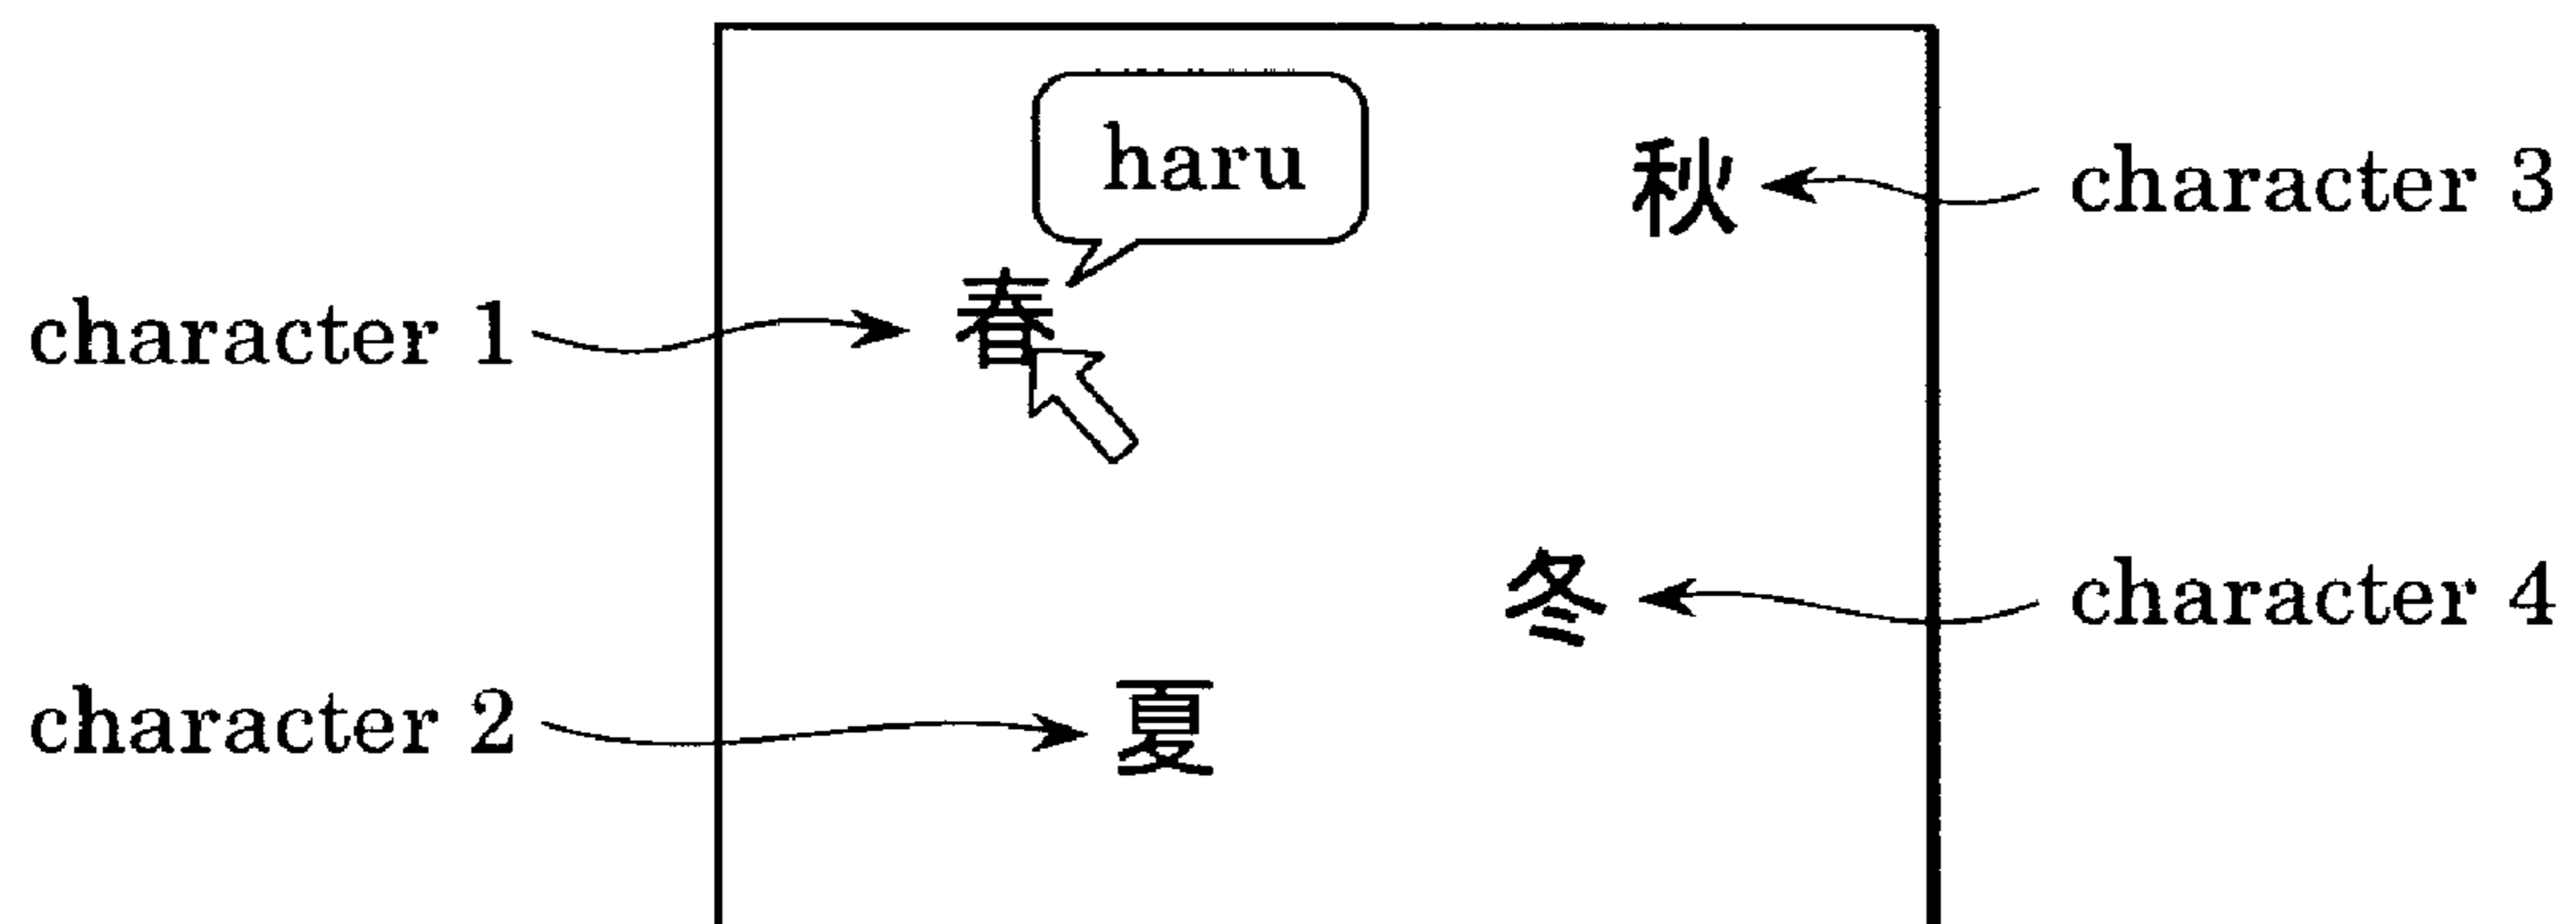 haru
秋
character 3
春
character 1
冬
character 4
夏
character 2